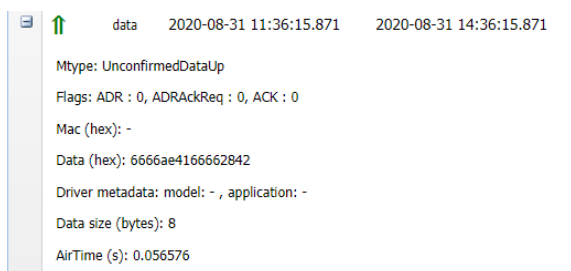 data 2020-08-31 11:36:15.871 2020-08-31 14:36:15.871
Mtype: UnconfirmedDataUp
Flags: ADR : 0, ADRAckReq : 0, ACK : 0
Mac (hex): -
Data (hex): 6666ae4166662842
Driver metadata: model: - , application: -
Data size (bytes): 8
AirTime (s): 0.056576